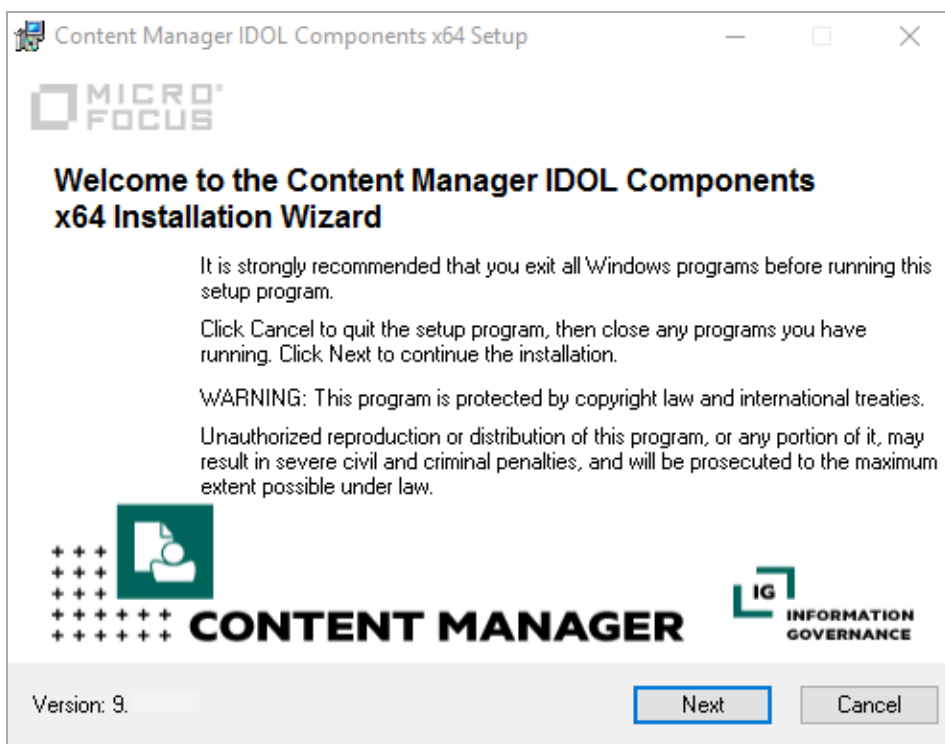 Content Manager IDOL Components x64 Setup
MICRO
FOCUS
Welcome to the Content Manager IDOL Components
x64 Installation Wizard
It is strongly recommended that you exit all Windows programs before running this
setup program.
Click Cancel to quit the setup program, then close any programs you have
running. Click Next to continue the installation.
WARNING: This program is protected by copyright law and international treaties.
Unauthorized reproduction or distribution of this program, or any portion of it, may
result in severe civil and criminal penalties, and will be prosecuted to the maximum
extent possible under law.
IG
INFORMATION
GOVERNANCE
CONTENT MANAGER
Version: 9.
Next
Cancel